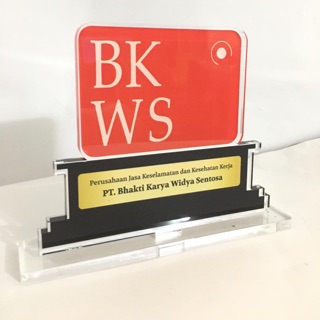 BK
WS
Perusahaan Jasa Keselamatan dan Kesehatan Kerja
PT. Bhakti Karya Widya Sentosa